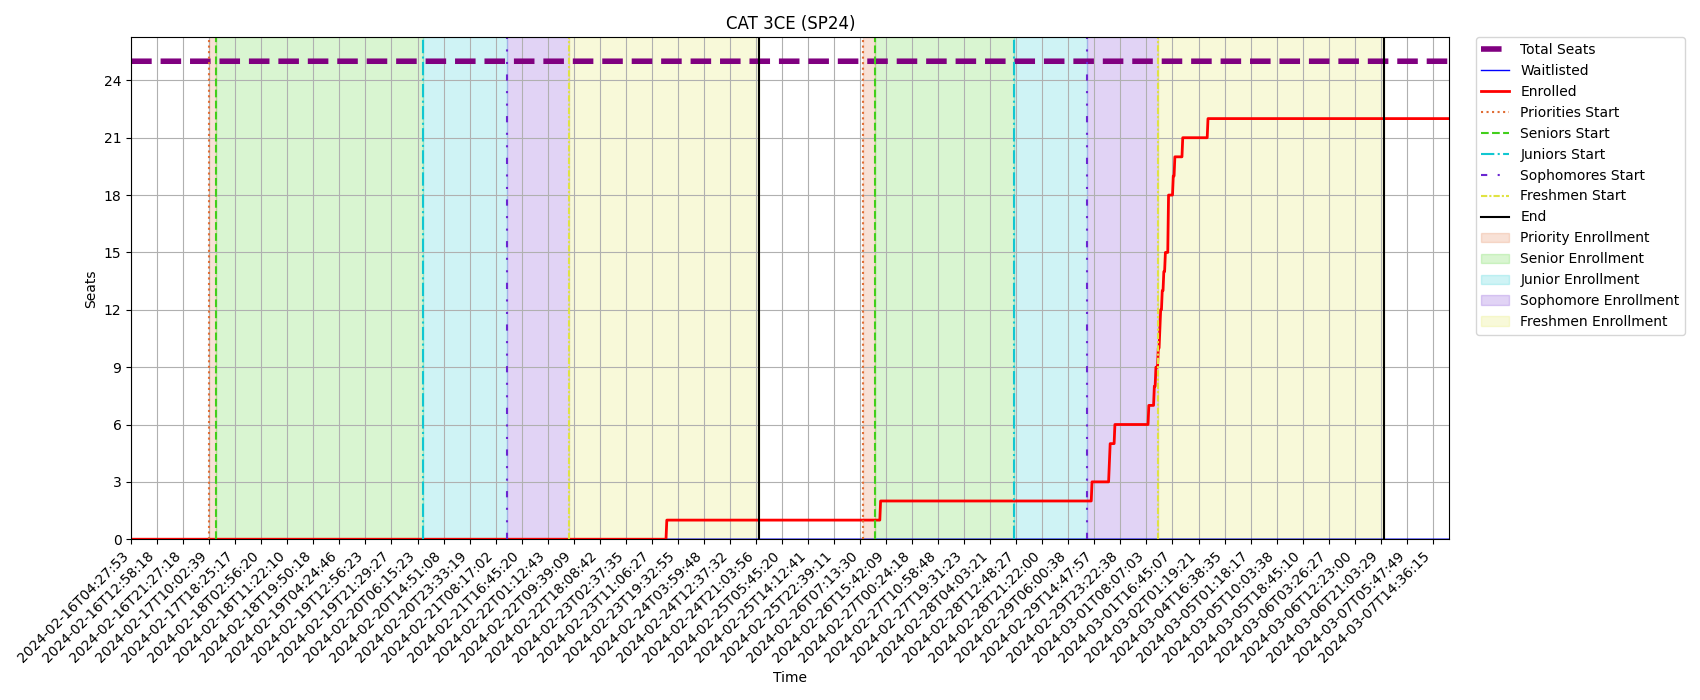 CAT 3CE (SP24)
Total Seats
Waitlisted
Enrolled
Priorities Start
Seniors Start
Juniors Start
Sophomores Start
Freshmen Start
End
Priority Enrollment
Senior Enrollment
Junior Enrollment
Sophomore Enrollment
Freshmen Enrollment
Seats
24
21
18
15
12
9
6
3
0
2024-02-16T04:27:53
2024-02-16T12:58:18
2024-02-16T21:27:18
2024-02-17T10:02:39
2024-02-17T18:25:17
2024-02-18T02:56:20
2024-02-18T11:22:10
2024-02-18T19:50:18
2024-02-19T04:24:46
2024-02-19T12:56:23
2024-02-19T21:29:27
2024-02-20T06:15:23
2024-02-20T14:51:08
2024-02-20T23:33:19
2024-02-21T08:17:02
2024-02-21T16:45:20
2024-02-22T01:12:43
2024-02-22T09:39:09
2024-02-22T18:08:42
2024-02-23T02:37:35
2024-02-23T11:06:27
2024-02-23T19:32:55
2024-02-24T03:59:48
2024-02-24T12:37:32
2024-02-24T21:03:56
2024-02-25T05:45:20
2024-02-25T14:12:41
2024-02-25T22:39:11
2024-02-26T07:13:30
2024-02-26T15:42:09
2024-02-27T00:24:18
2024-02-27T10:58:48
2024-02-27T19:31:23
2024-02-28T04:03:21
2024-02-28T12:48:27
2024-02-28T21:22:00
2024-02-29T06:00:38
2024-02-29T14:47:57
2024-02-29T23:22:38
2024-03-01T08:07:03
2024-03-01T16:45:07
2024-03-02T01:19:21
2024-03-04T16:38:35
2024-03-05T01:18:17
2024-03-05T10:03:38
2024-03-05T18:45:10
2024-03-06T03:26:27
2024-03-06T12:23:00
2024-03-06T21:03:29
2024-03-07T05:47:49
2024-03-07T14:36:15
Time